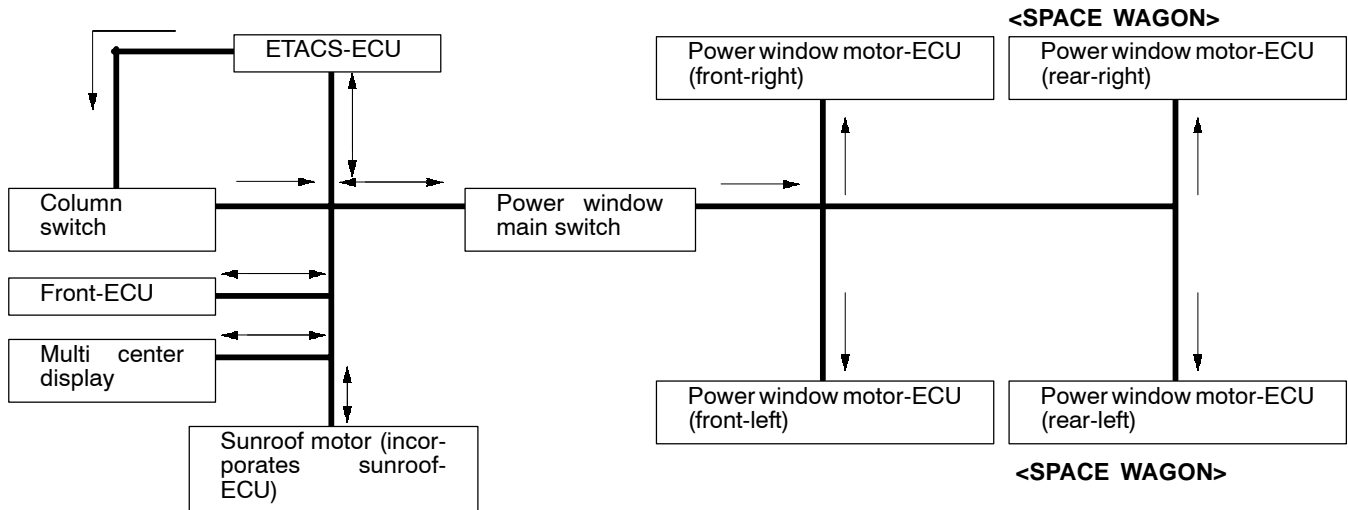 <SPACE WAGON>
ETACS-ECU
Power window motor-ECU
(front-right)
Power window motor-ECU
(rear-right)
Column
switch
Power window
main switch
Front-ECU
Multi center
display
Sunroof motor (incor-
porates sunroof-
ECU)
Power window motor-ECU
(front-left)
Power window motor-ECU
(rear-left)
<SPACE WAGON>